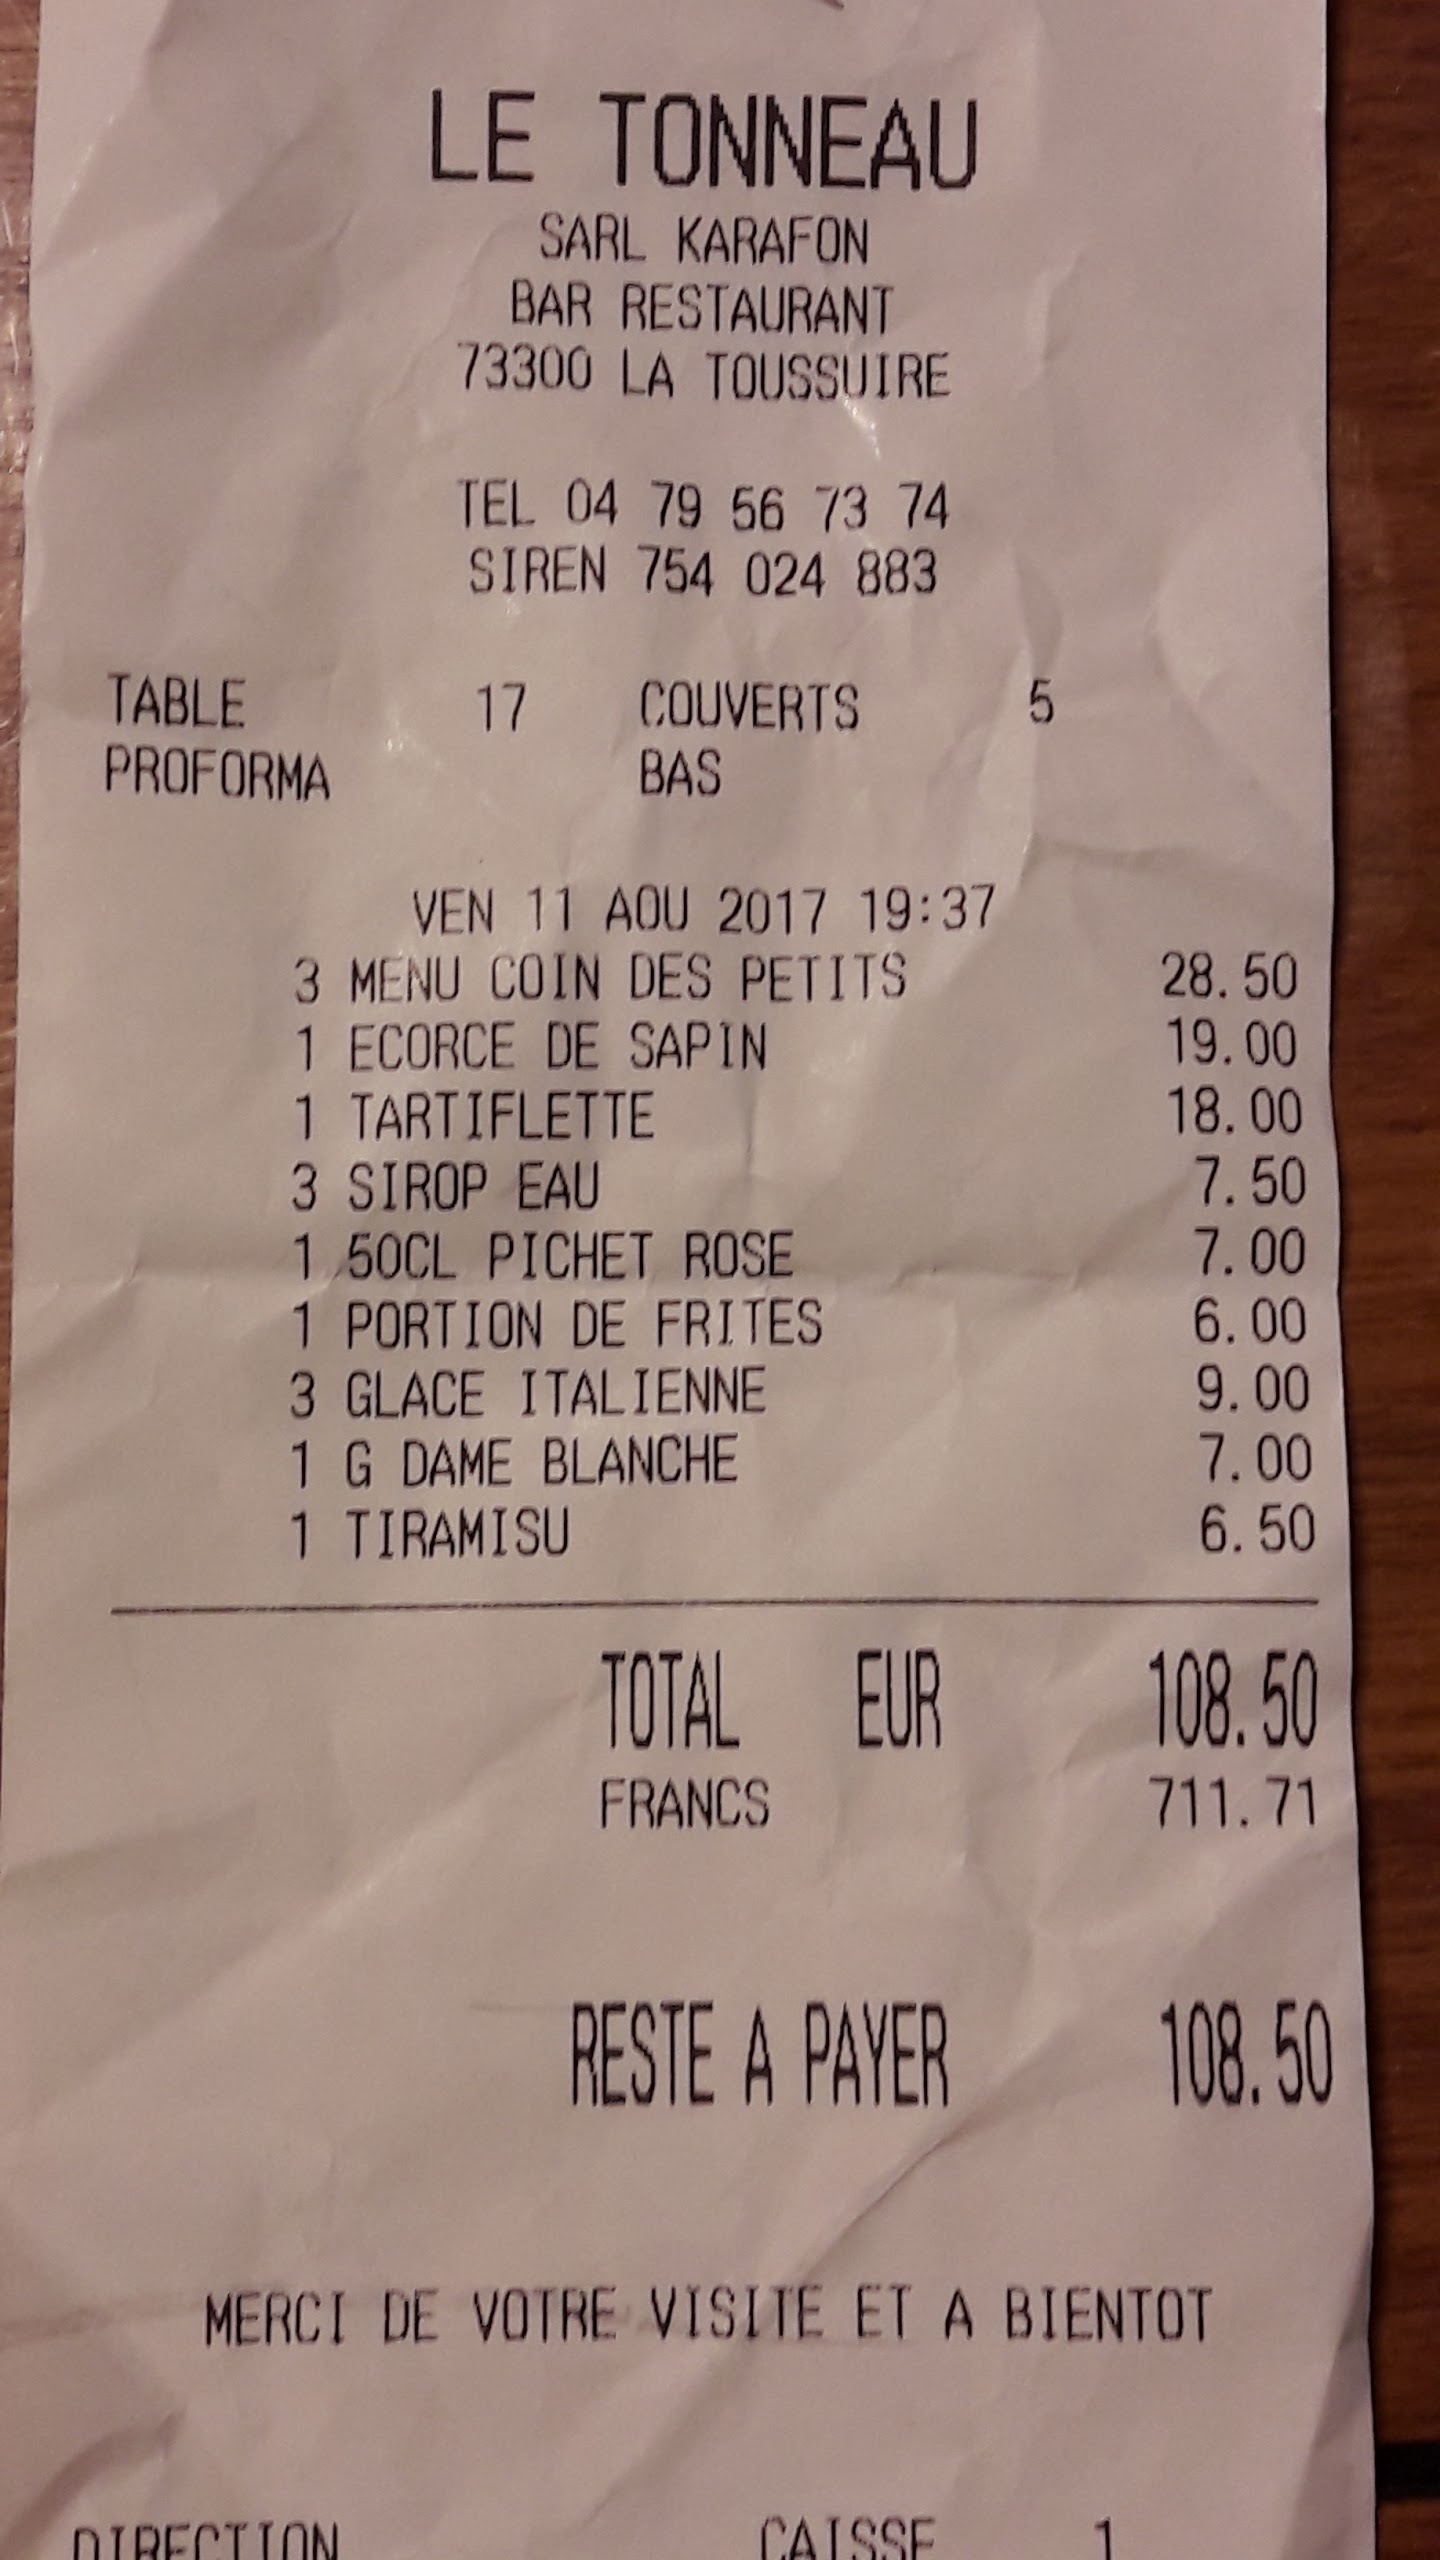 LE TONNEAU
SARL KARAFON
BAR RESTAURANT
73300 LA TOUSSUIRE
TEL 04 79 56 73 74
SIREN 754 024 883
TABLE 17 COUVERTS 5
PROFORMA BAS
VEN 11 AOU 2017 19:37
3 MENU COIN DES PETITS 28.50
1 ECORCE DE SAPIN 19.00
1 TARTIFLETTE 18.00
3 SIROP EAU 7.50
1 50CL PICHET ROSE 7.00
1 PORTION DE FRITES 6.00
3 GLACE ITALIENNE 9.00
1 G DAME BLANCHE 7.00
1 TIRAMISU 6.50
TOTAL EUR 108.50
FRANCS 711.71
RESTE A PAYER 108.50
MERCI DE VOTRE VISITE ET A BIENTOT
DIRECTION CAISSE 1